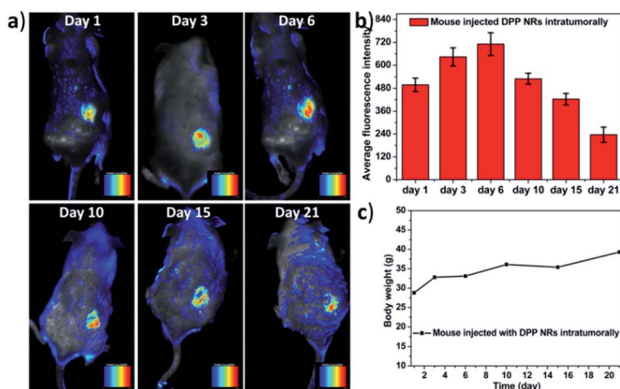 a)
Day 1
Day 3
Day 6
Day 10
Day 15
Day 21
b)
Mouse injected DPP NRs intratumorally
Average fluorescence intensity
840
720
600
480
360
240
120
0
day 1 day 3 day 6 day 10 day 15 day 21
c)
Body weight (g)
50
45
40
35
30
25
20
15
10
Mouse injected with DPP NRs intratumorally
2 4 6 8 10 12 14 16 18 20
Time (day)